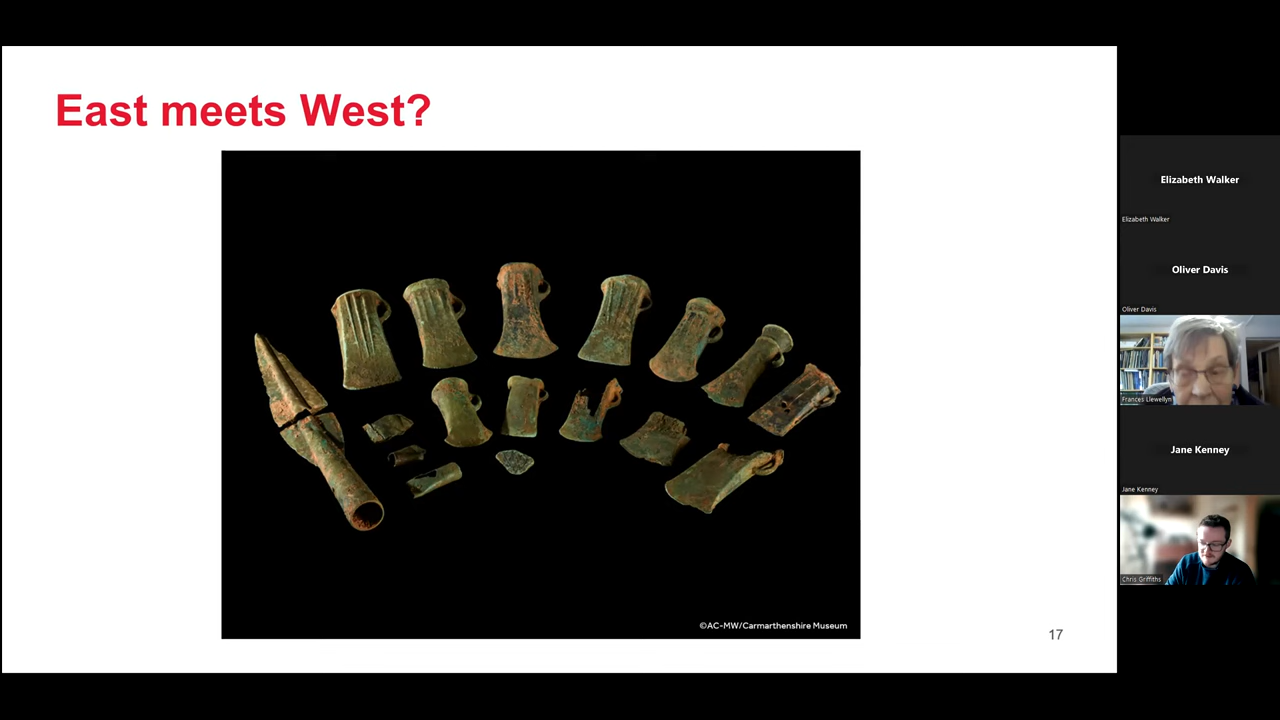 East meets West?
©AC-MW/Carmarthenshire Museum
17
Elizabeth Walker
Elizabeth Walker
Oliver Davis
Oliver Davis
Frances Llewellyn
Jane Kenney
Jane Kenney
Chris Griffiths